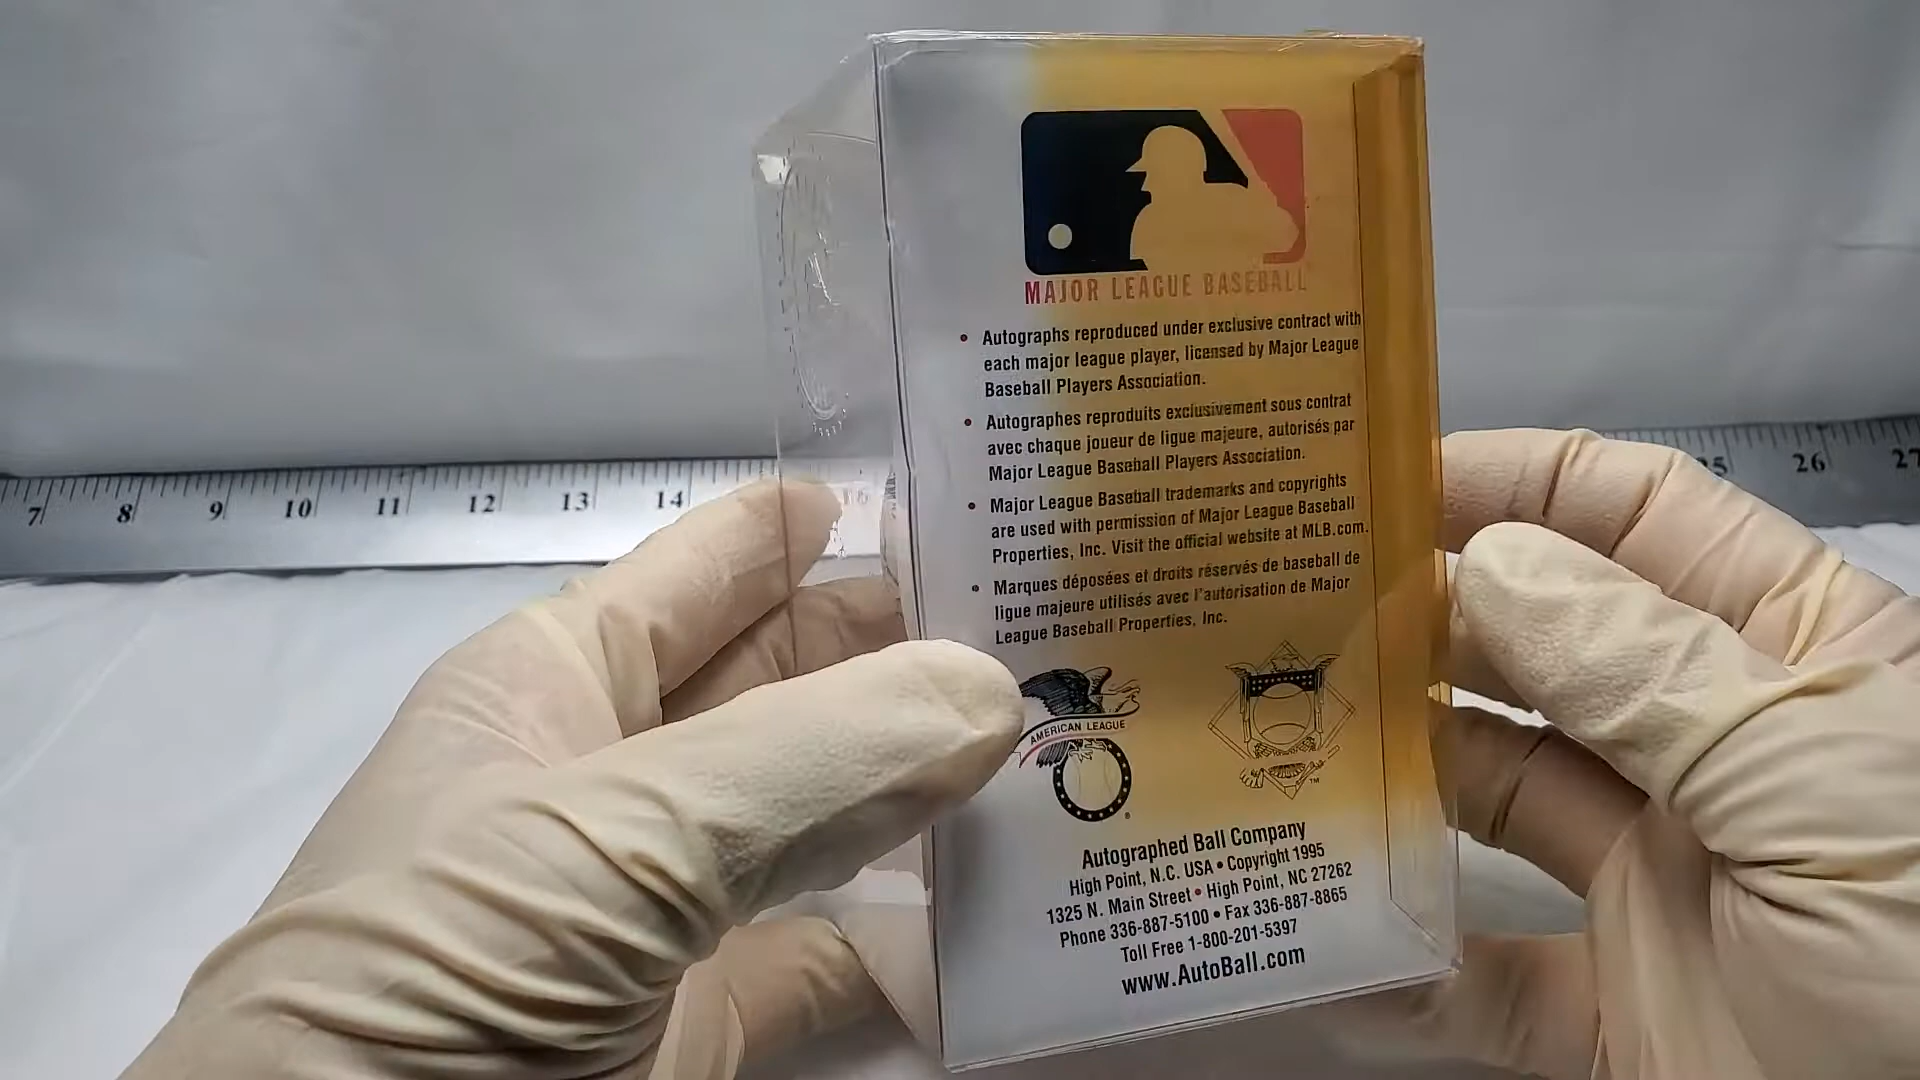 MAJOR LEAGUE BASEBALL
• Autographs reproduced under exclusive contract with
each major league player, licensed by Major League
Baseball Players Association.
• Autographes reproduits exclusivement sous contrat
avec chaque joueur de ligue majeure, autorisés par
Major League Baseball Players Association.
• Major League Baseball trademarks and copyrights
are used with permission of Major League Baseball
Properties, Inc. Visit the official website at MLB.com.
• Marques déposées et droits réservés de baseball de
ligue majeure utilisés avec l'autorisation de Major
League Baseball Properties, Inc.
AMERICAN LEAGUE
®
TM
Autographed Ball Company
High Point, N.C. USA • Copyright 1995
1325 N. Main Street • High Point, NC 27262
Phone 336-887-5100 • Fax 336-887-8865
Toll Free 1-800-201-5397
www.AutoBall.com
7 8 9 10 11 12 13 14 25 26 27